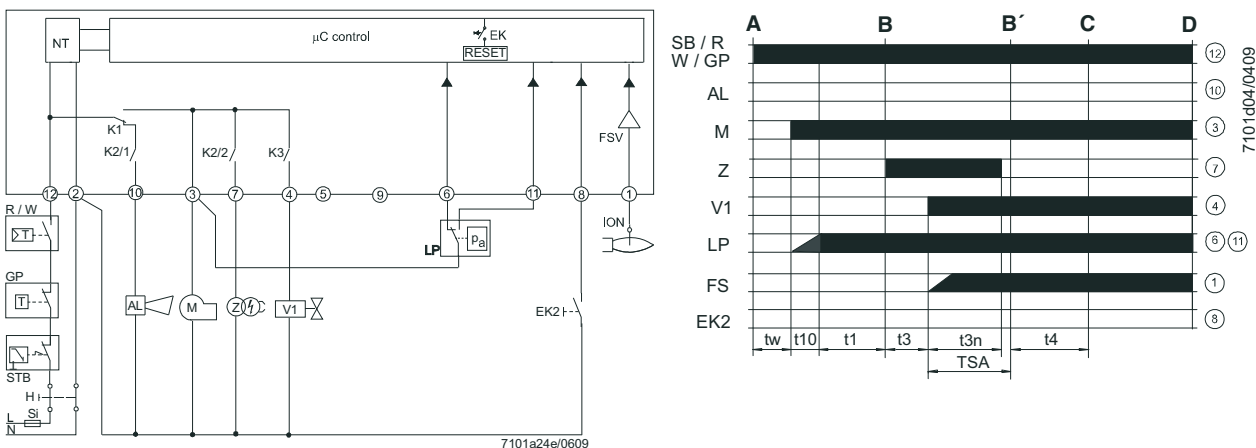 NT
µC control
EK
RESET
K1
K2/1
K2/2
K3
FSV
12
2
10
3
7
4
5
9
6
11
8
1
R / W
T
GP
T
STB
H
L
Si
N
AL
M
Z
V1
LP
pa
EK2
ION
7101a24e/0609
A B B´ C D
SB / R
W / GP
12
AL
10
M
3
Z
7
V1
4
LP
6 11
FS
1
EK2
8
tw t10 t1 t3 t3n t4
TSA
7101d04/0409